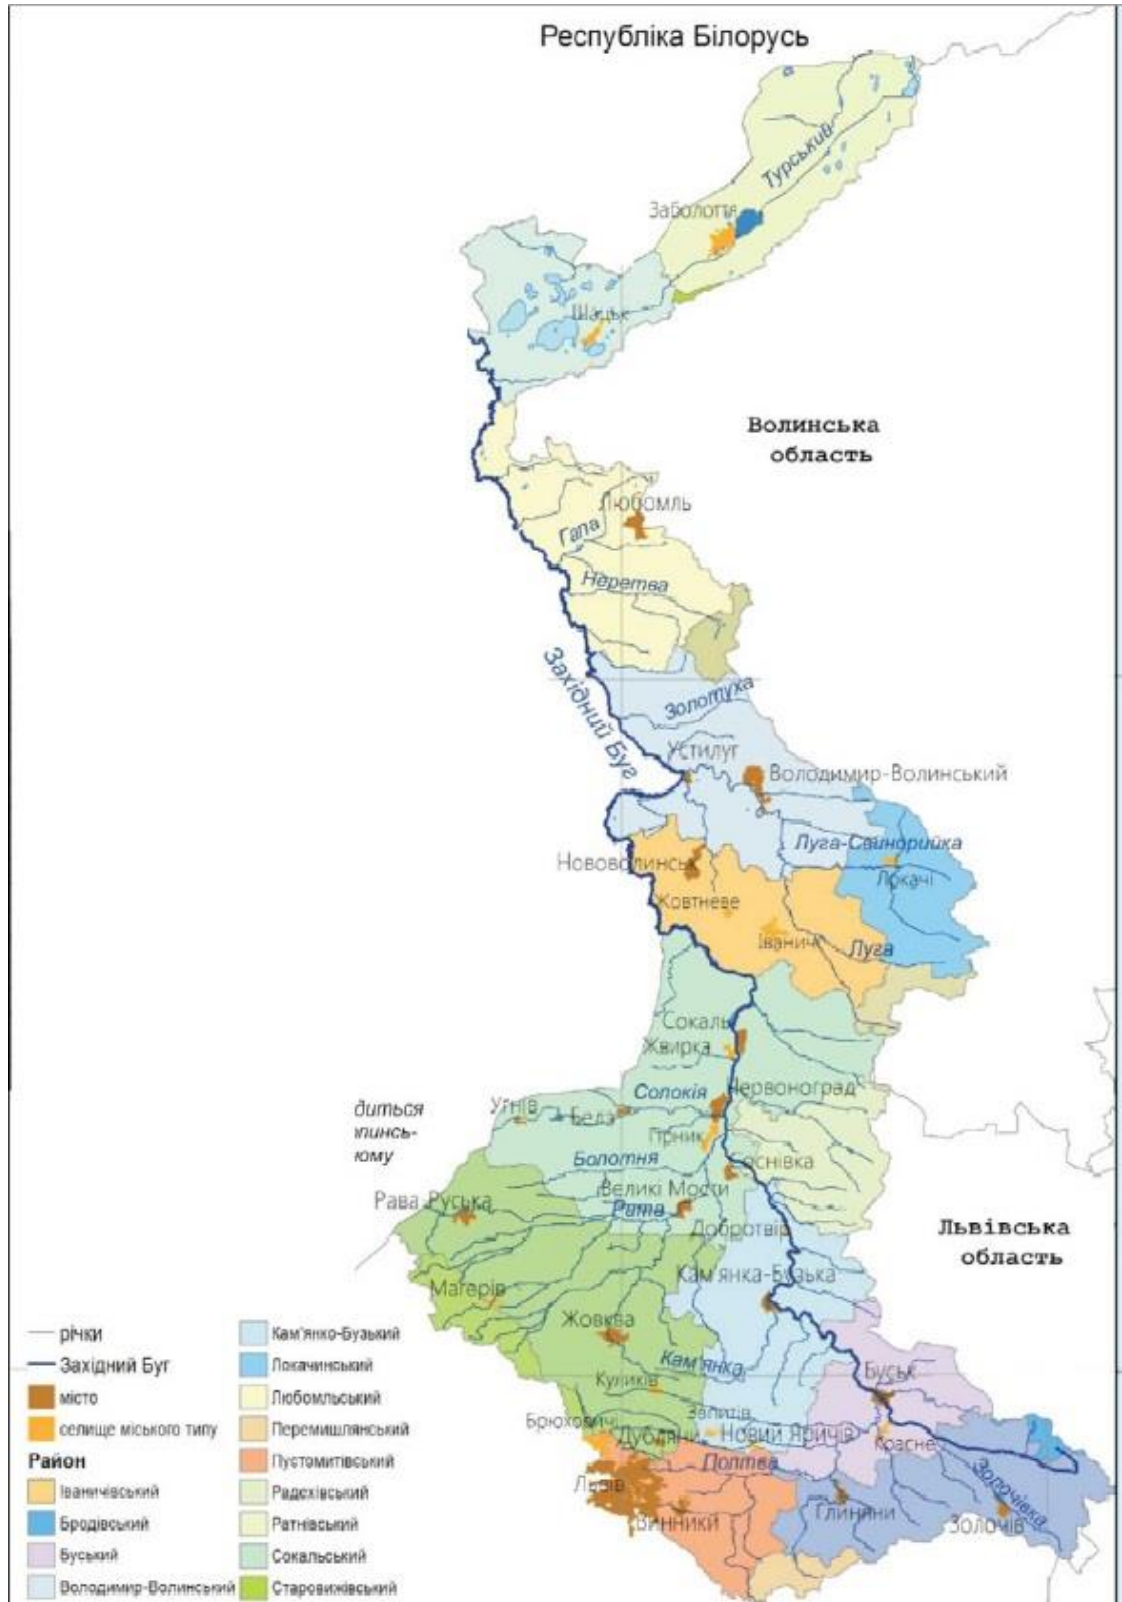 Республіка Білорусь
Турський
Заболоття
Шацьк
Волинська
область
Любомль
Гапа
Неретва
Західний Буг
Золотуха
Устилуг
Володимир-Волинський
Луга-Свинорийка
Нововолинськ
Локачі
Жовтневе
Іваничі
Луга
Сокаль
Жвирка
Червоноград
Солокія
Угнів
Белз
диться
Гірник
Болотня
Соснівка
Великі Мости
Рава-Руська
Рата
Добротвір
Львівська
область
Кам'янка-Бузька
Магерів
Жовква
Кам'янка
Буськ
Куликів
Запитів
Брюховичі
Дубляни
Новий Яричів
Красне
Полтва
Золочівка
Львів
Винники
Глиняни
Золочів
річки
Західний Буг
місто
селище міського типу
Район
Іваничівський
Бродівський
Буський
Володимир-Волинський
Кам'янко-Бузький
Локачинський
Любомльський
Перемишлянський
Пустомитівський
Радехівський
Ратнівський
Сокальський
Старовижівський